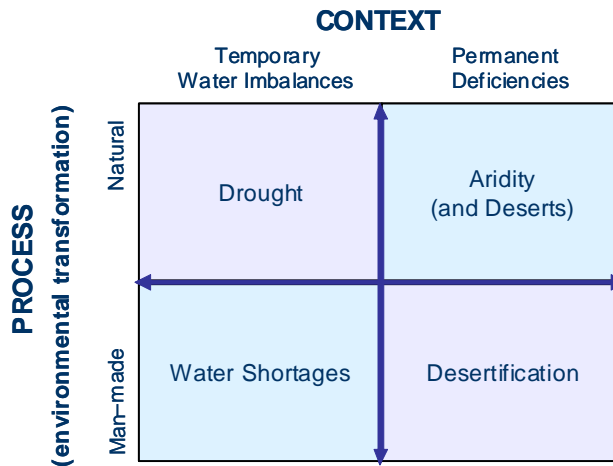 CONTEXT
Temporary
Water Imbalances
Permanent
Deficiencies
PROCESS
(environmental transformation)
Natural
Drought
Aridity
(and Deserts)
Man–made
Water Shortages
Desertification